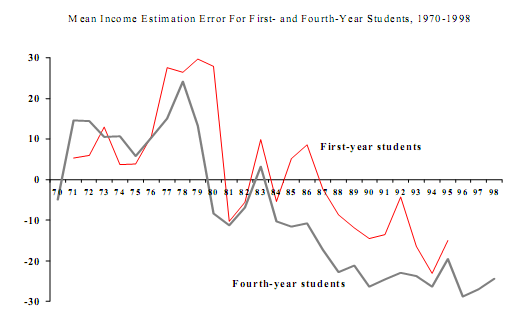 Mean Income Estimation Error For First- and Fourth-Year Students, 1970-1998
30
20
10
0
-10
-20
-30
70 71 72 73 74 75 76 77 78 79 80 81 82 83 84 85 86 87 88 89 90 91 92 93 94 95 96 97 98
First-year students
Fourth-year students